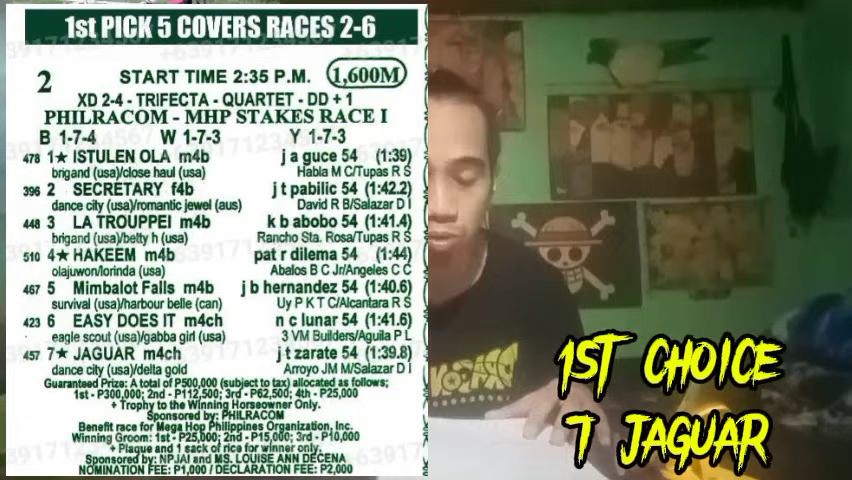 1st PICK 5 COVERS RACES 2-6
2 START TIME 2:35 P.M. 1,600M
XD 2-4 - TRIFECTA - QUARTET - DD + 1
PHILRACOM - MHP STAKES RACE I
B 1-7-4 W 1-7-3 Y 1-7-3
478 1★ ISTULEN OLA m4b j a guce 54 (1:39)
brigand (usa)/close haul (usa) Habla M C/Tupas R S
396 2 SECRETARY f4b j t pabilic 54 (1:42.2)
dance city (usa)/romantic jewel (aus) David R B/Salazar D I
448 3 LA TROUPPEI m4b k b abobo 54 (1:41.4)
brigand (usa)/betty h (usa) Rancho Sta. Rosa/Tupas R S
510 4★ HAKEEM m4b pat r dilema 54 (1:44)
olajuwon/lorinda (usa) Abalos B C Jr/Angeles C C
467 5 Mimbalot Falls m4b j b hernandez 54 (1:40.6)
survival (usa)/harbour belle (can) Uy P K T C/Alcantara R S
423 6 EASY DOES IT m4ch n c lunar 54 (1:41.6)
eagle scout (usa)/gabba girl (usa) 3 VM Builders/Aguila P L
457 7★ JAGUAR m4ch j t zarate 54 (1:39.8)
dance city (usa)/delta gold Arroyo JM M/Salazar D I
Guaranteed Prize: A total of P500,000 (subject to tax) allocated as follows;
1st - P300,000; 2nd - P112,500; 3rd - P62,500; 4th - P25,000
+ Trophy to the Winning Horseowner Only.
Sponsored by: PHILRACOM
Benefit race for Mega Hop Philippines Organization, Inc.
Winning Groom: 1st - P25,000; 2nd - P15,000; 3rd - P10,000
+ Plaque and 1 sack of rice for winner only.
Sponsored by: NPJAI and MS. LOUISE ANN DECENA
NOMINATION FEE: P1,000 / DECLARATION FEE: P2,000
1ST CHOICE
7 JAGUAR